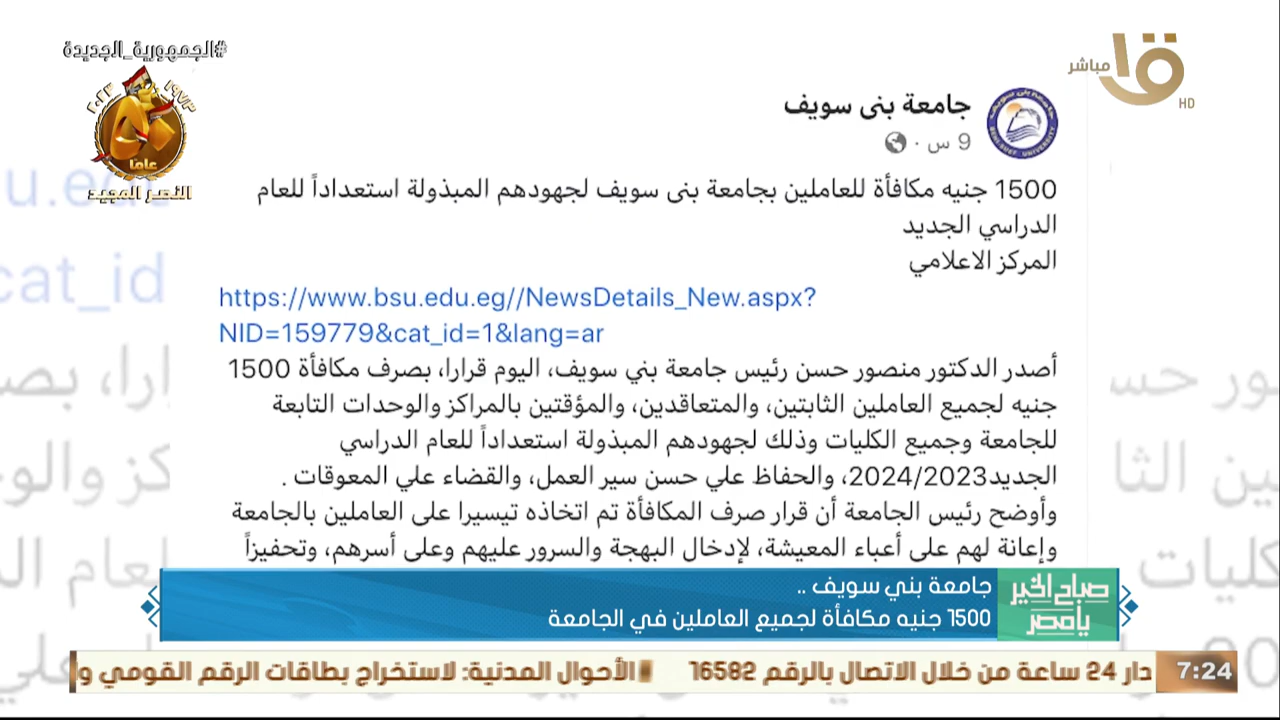 #الجمهورية_الجديدة
١٩٧٣
٢٠٢٣
٥٠
عامًا
النصر المجيد
مباشر
HD
جامعة بنى سويف
9 س
1500 جنيه مكافأة للعاملين بجامعة بنى سويف لجهودهم المبذولة استعداداً للعام
الدراسي الجديد
المركز الاعلامي
https://www.bsu.edu.eg//NewsDetails_New.aspx?
NID=159779&cat_id=1&lang=ar
أصدر الدكتور منصور حسن رئيس جامعة بني سويف، اليوم قرارا، بصرف مكافأة 1500
جنيه لجميع العاملين الثابتين، والمتعاقدين، والمؤقتين بالمراكز والوحدات التابعة
للجامعة وجميع الكليات وذلك لجهودهم المبذولة استعداداً للعام الدراسي
الجديد2024/2023، والحفاظ علي حسن سير العمل، والقضاء علي المعوقات .
وأوضح رئيس الجامعة أن قرار صرف المكافأة تم اتخاذه تيسيرا على العاملين بالجامعة
وإعانة لهم على أعباء المعيشة، لإدخال البهجة والسرور عليهم وعلى أسرهم، وتحفيزاً
صباح الخير
يا مصر
جامعة بني سويف ..
1500 جنيه مكافأة لجميع العاملين في الجامعة
7:24
دار 24 ساعة من خلال الاتصال بالرقم 16582
الأحوال المدنية: لاستخراج بطاقات الرقم القومي و